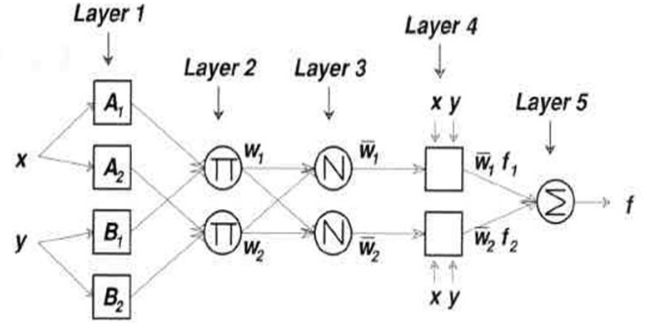 Layer 1
Layer 4
Layer 2
Layer 3
x y
Layer 5
A₁
x
A₂
∏
w₁
N
w̅₁
w̅₁ f₁
∑
f
y
B₁
∏
w₂
N
w̅₂
w̅₂ f₂
B₂
x y